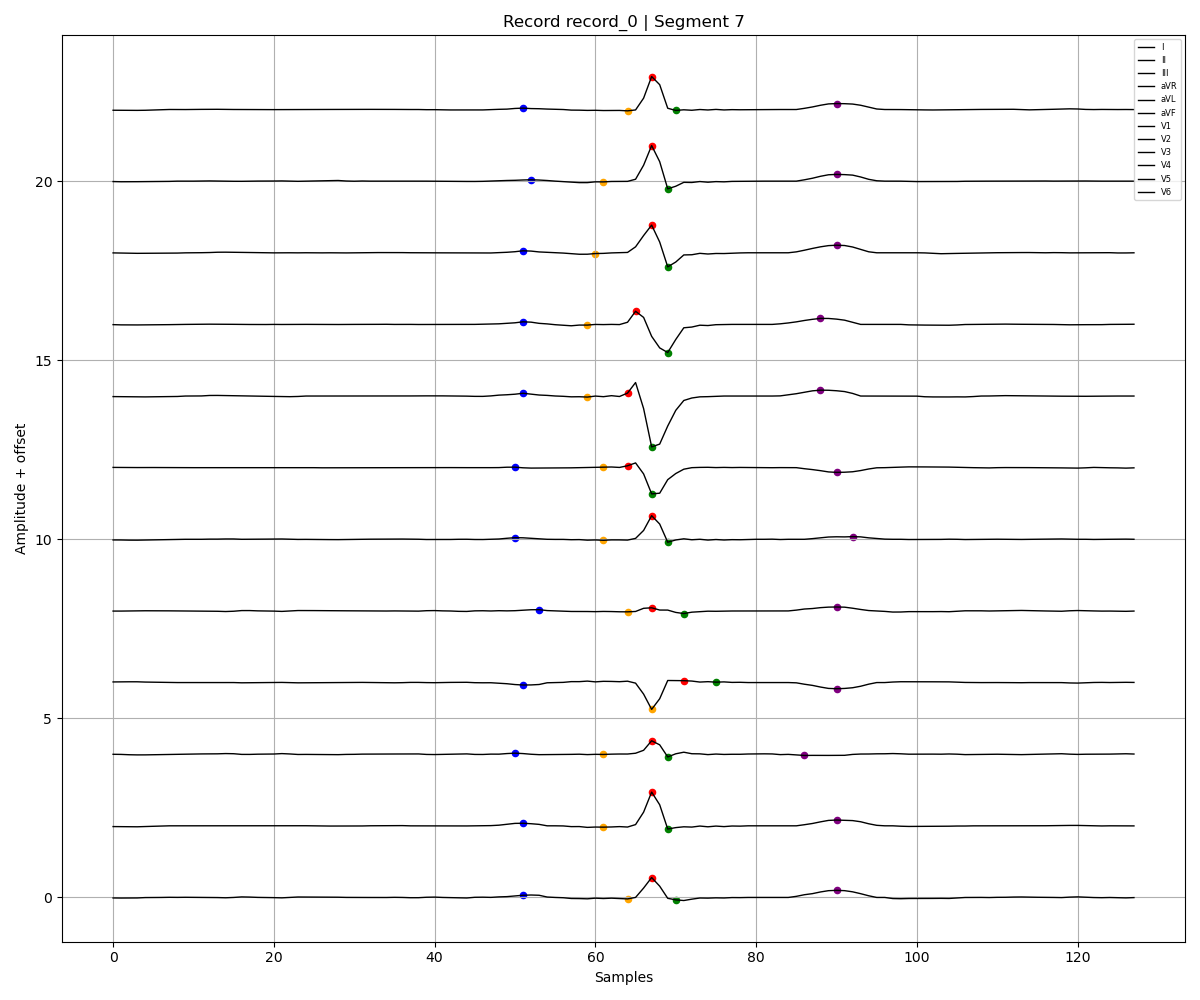 Record record_0 | Segment 7
I
II
III
aVR
aVL
aVF
V1
V2
V3
V4
V5
V6
20
15
10
5
0
Amplitude + offset
0 20 40 60 80 100 120
Samples